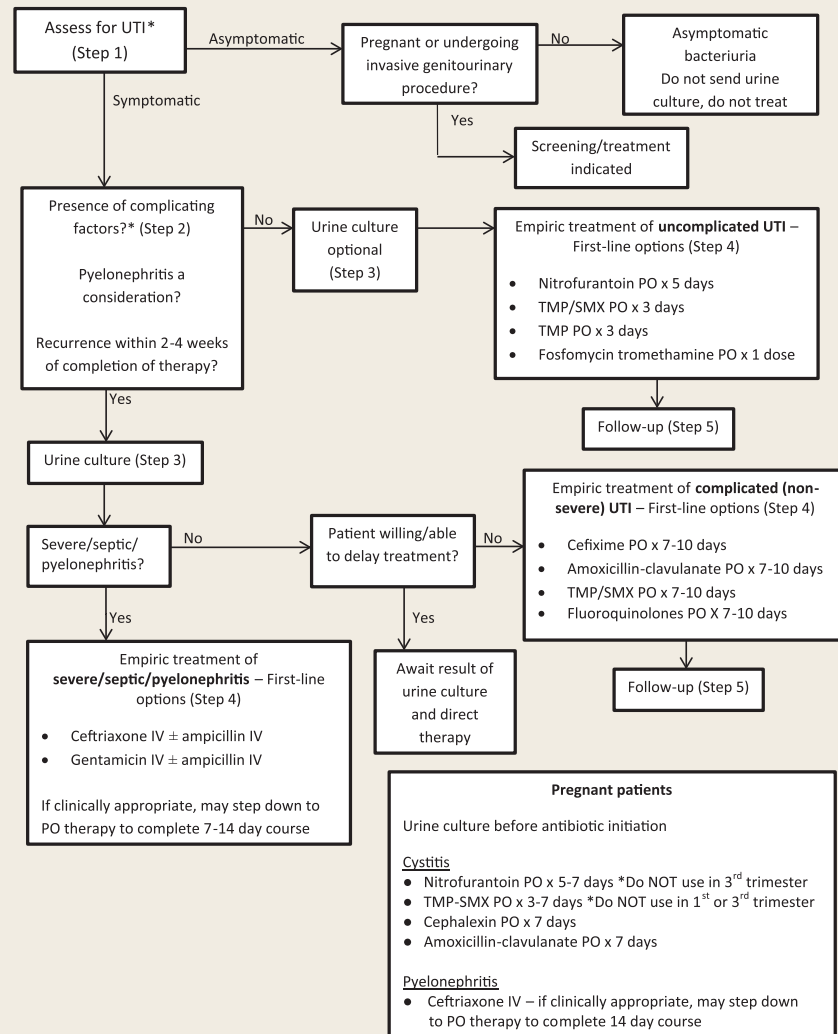 Assess for UTI*
(Step 1)
Asymptomatic
Pregnant or undergoing
invasive genitourinary
procedure?
No
Asymptomatic
bacteriuria
Do not send urine
culture, do not treat
Symptomatic
Yes
Screening/treatment
indicated
Presence of complicating
factors?* (Step 2)
Pyelonephritis a
consideration?
Recurrence within 2-4 weeks
of completion of therapy?
No
Urine culture
optional
(Step 3)
Empiric treatment of uncomplicated UTI –
First-line options (Step 4)
● Nitrofurantoin PO x 5 days
● TMP/SMX PO x 3 days
● TMP PO x 3 days
● Fosfomycin tromethamine PO x 1 dose
Follow-up (Step 5)
Yes
Urine culture (Step 3)
Severe/septic/
pyelonephritis?
No
Patient willing/able
to delay treatment?
No
Empiric treatment of complicated (non-
severe) UTI – First-line options (Step 4)
● Cefixime PO x 7-10 days
● Amoxicillin-clavulanate PO x 7-10 days
● TMP/SMX PO x 7-10 days
● Fluoroquinolones PO X 7-10 days
Follow-up (Step 5)
Yes
Await result of
urine culture
and direct
therapy
Yes
Empiric treatment of
severe/septic/pyelonephritis – First-line
options (Step 4)
● Ceftriaxone IV ± ampicillin IV
● Gentamicin IV ± ampicillin IV
If clinically appropriate, may step down to
PO therapy to complete 7-14 day course
Pregnant patients
Urine culture before antibiotic initiation
Cystitis
● Nitrofurantoin PO x 5-7 days *Do NOT use in 3rd trimester
● TMP-SMX PO x 3-7 days *Do NOT use in 1st or 3rd trimester
● Cephalexin PO x 7 days
● Amoxicillin-clavulanate PO x 7 days
Pyelonephritis
● Ceftriaxone IV – if clinically appropriate, may step down
to PO therapy to complete 14 day course